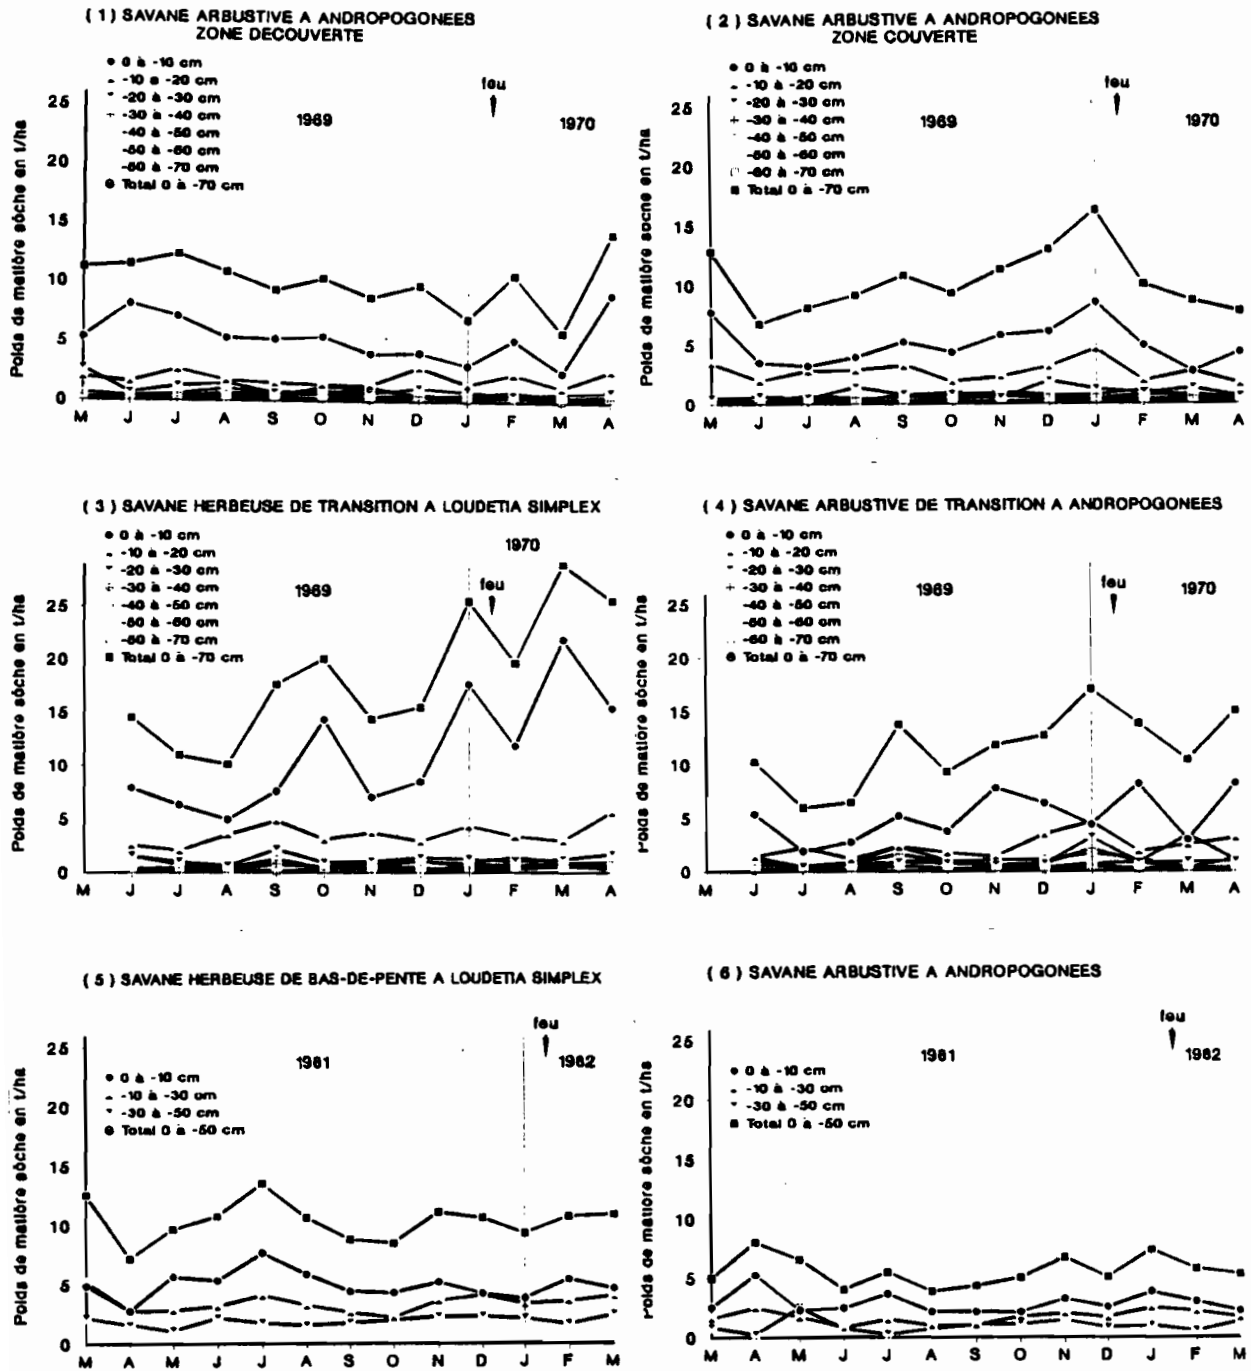 ( 1 ) SAVANE ARBUSTIVE A ANDROPOGONEES
ZONE DECOUVERTE
0 à -10 cm
-10 à -20 cm
-20 à -30 cm
-30 à -40 cm
-40 à -50 cm
-50 à -60 cm
-60 à -70 cm
Total 0 à -70 cm
1969
feu
1970
Poids de matière sèche en t/ha
25
20
15
10
5
0
M J J A S O N D J F M A
( 2 ) SAVANE ARBUSTIVE A ANDROPOGONEES
ZONE COUVERTE
0 à -10 cm
-10 à -20 cm
-20 à -30 cm
-30 à -40 cm
-40 à -50 cm
-50 à -60 cm
-60 à -70 cm
Total 0 à -70 cm
1969
feu
1970
Poids de matière sèche en t/ha
25
20
15
10
5
0
M J J A S O N D J F M A
( 3 ) SAVANE HERBEUSE DE TRANSITION A LOUDETIA SIMPLEX
0 à -10 cm
-10 à -20 cm
-20 à -30 cm
-30 à -40 cm
-40 à -50 cm
-50 à -60 cm
-60 à -70 cm
Total 0 à -70 cm
1969
1970
feu
Poids de matière sèche en t/ha
25
20
15
10
5
0
M J J A S O N D J F M A
( 4 ) SAVANE ARBUSTIVE DE TRANSITION A ANDROPOGONEES
0 à -10 cm
-10 à -20 cm
-20 à -30 cm
-30 à -40 cm
-40 à -50 cm
-50 à -60 cm
-60 à -70 cm
Total 0 à -70 cm
1969
feu
1970
Poids de matière sèche en t/ha
25
20
15
10
5
0
M J J A S O N D J F M A
( 5 ) SAVANE HERBEUSE DE BAS-DE-PENTE A LOUDETIA SIMPLEX
0 à -10 cm
-10 à -30 cm
-30 à -50 cm
Total 0 à -50 cm
1981
feu
1982
Poids de matière sèche en t/ha
25
20
15
10
5
0
M A M J J A S O N D J F M
( 6 ) SAVANE ARBUSTIVE A ANDROPOGONEES
0 à -10 cm
-10 à -30 cm
-30 à -50 cm
Total 0 à -50 cm
1981
feu
1982
Poids de matière sèche en t/ha
25
20
15
10
5
0
M A M J J A S O N D J F M